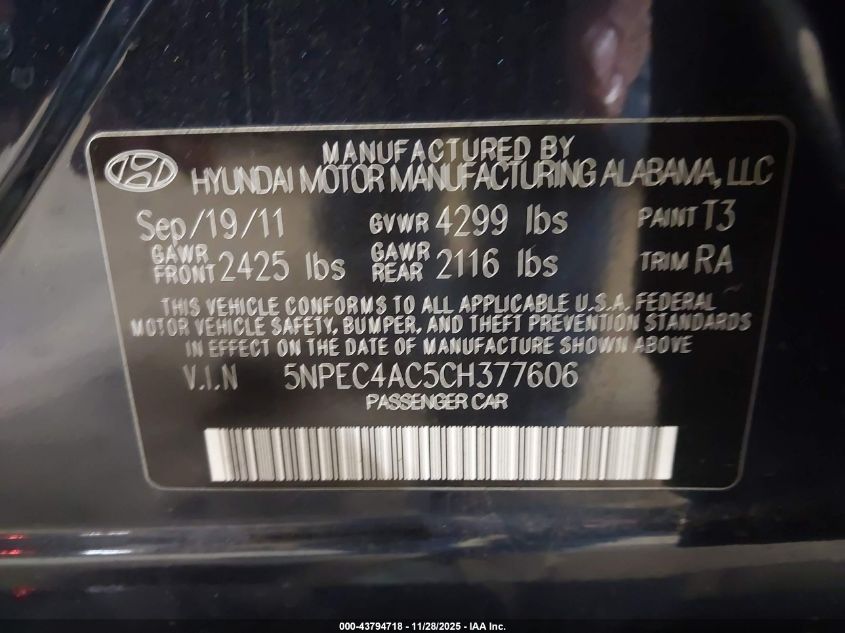 MANUFACTURED BY
HYUNDAI MOTOR MANUFACTURING ALABAMA, LLC
Sep/19/11 GVWR 4299 lbs PAINT T3
GAWR FRONT 2425 lbs GAWR REAR 2116 lbs TRIM RA
THIS VEHICLE CONFORMS TO ALL APPLICABLE U.S.A. FEDERAL
MOTOR VEHICLE SAFETY, BUMPER, AND THEFT PREVENTION STANDARDS
IN EFFECT ON THE DATE OF MANUFACTURE SHOWN ABOVE
V.I.N 5NPEC4AC5CH377606
PASSENGER CAR
000-43794718 - 11/28/2025 - IAA Inc.